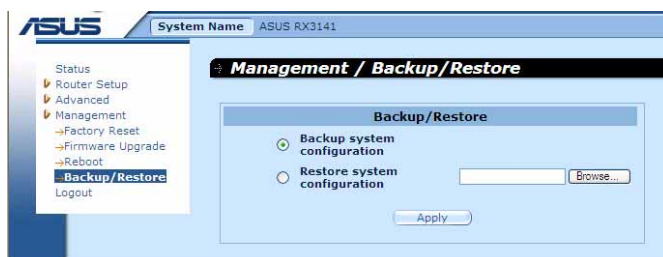 ASUS
System Name ASUS RX3141
Status
Router Setup
Advanced
Management
→Factory Reset
→Firmware Upgrade
→Reboot
→Backup/Restore
Logout
Management / Backup/Restore
Backup/Restore
Backup system
configuration
Restore system
configuration
Browse...
Apply